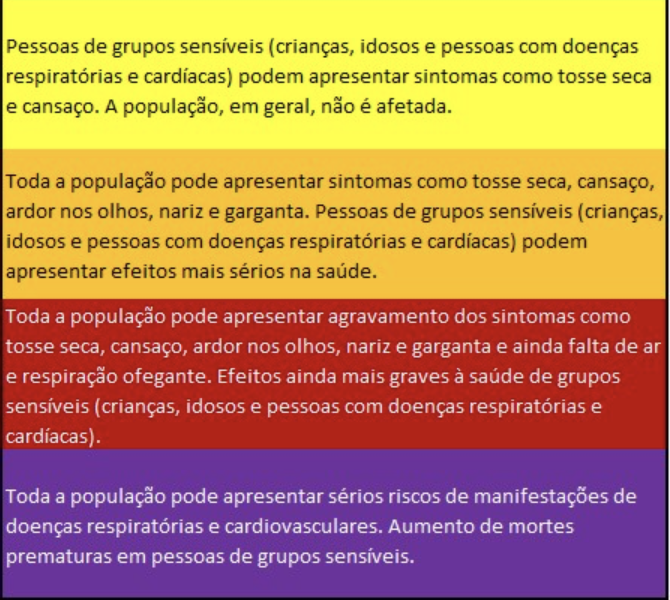 Pessoas de grupos sensíveis (crianças, idosos e pessoas com doenças
respiratórias e cardíacas) podem apresentar sintomas como tosse seca
e cansaço. A população, em geral, não é afetada.
Toda a população pode apresentar sintomas como tosse seca, cansaço,
ardor nos olhos, nariz e garganta. Pessoas de grupos sensíveis (crianças,
idosos e pessoas com doenças respiratórias e cardíacas) podem
apresentar efeitos mais sérios na saúde.
Toda a população pode apresentar agravamento dos sintomas como
tosse seca, cansaço, ardor nos olhos, nariz e garganta e ainda falta de ar
e respiração ofegante. Efeitos ainda mais graves à saúde de grupos
sensíveis (crianças, idosos e pessoas com doenças respiratórias e
cardíacas).
Toda a população pode apresentar sérios riscos de manifestações de
doenças respiratórias e cardiovasculares. Aumento de mortes
prematuras em pessoas de grupos sensíveis.